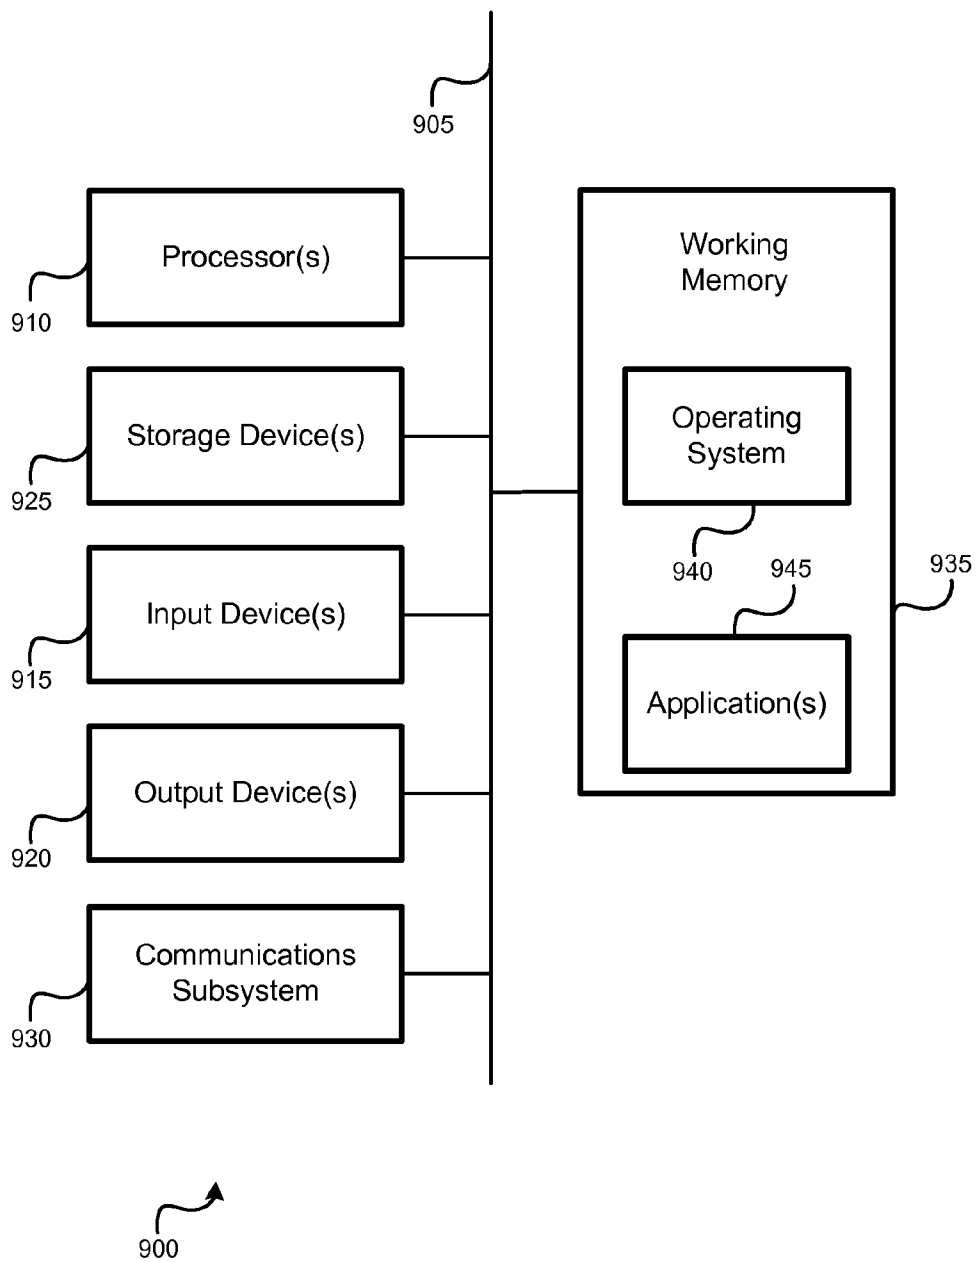 905
Processor(s)
910
Storage Device(s)
925
Input Device(s)
915
Output Device(s)
920
Communications
Subsystem
930
Working
Memory
Operating
System
940
945
935
Application(s)
900